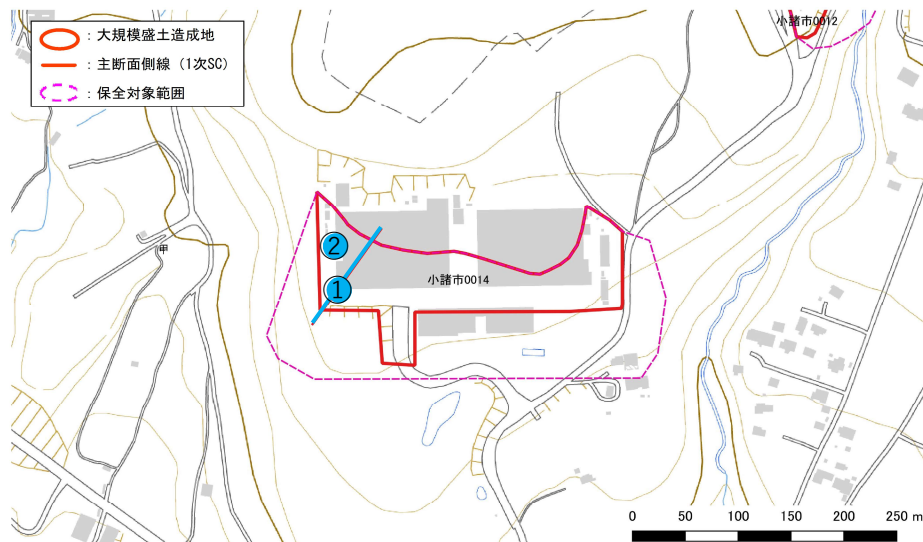 小諸市0012
：大規模盛土造成地
：主断面側線（1次SC）
：保全対象範囲
②
小諸市0014
①
0 50 100 150 200 250 m